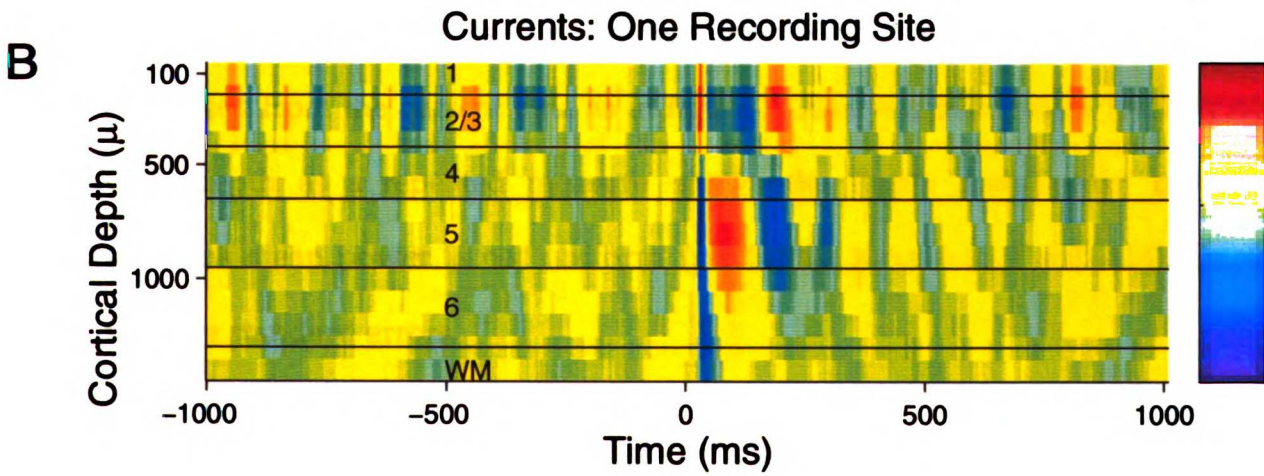 B
Currents: One Recording Site
Cortical Depth (μ)
100
500
1000
1
2/3
4
5
6
WM
−1000 −500 0 500 1000
Time (ms)